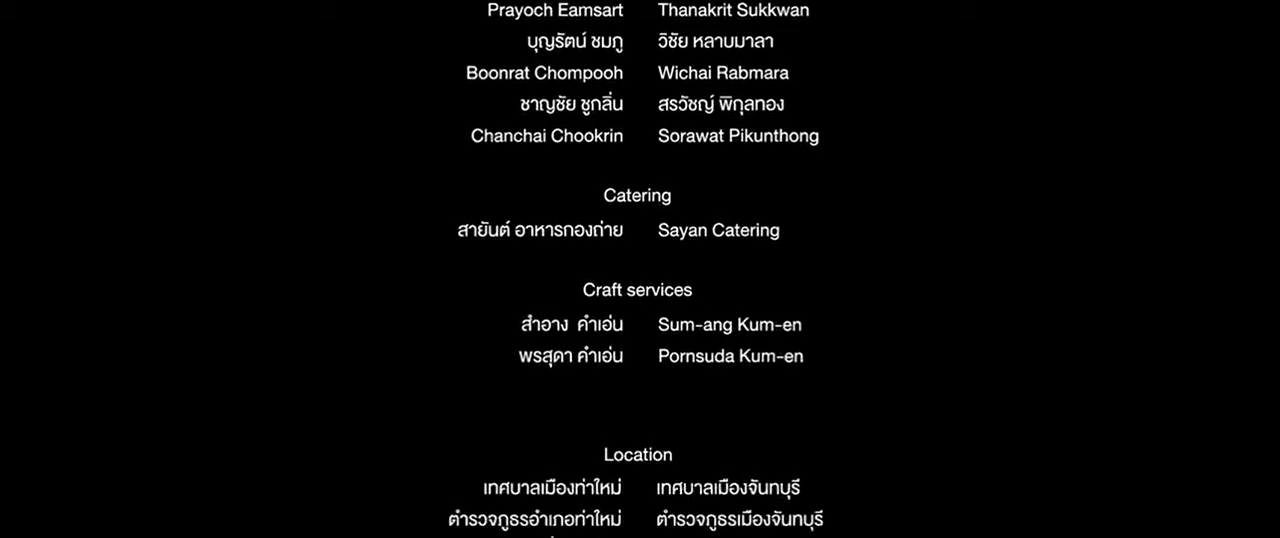 Prayoch Eamsart Thanakrit Sukkwan
บุญรัตน์ ชมภู วิชัย หลาบมาลา
Boonrat Chompooh Wichai Rabmara
ชาญชัย ชูกลิ่น สรวัชญ์ พิกุลทอง
Chanchai Chookrin Sorawat Pikunthong
Catering
สายันต์ อาหารกองถ่าย Sayan Catering
Craft services
สำอาง คำเอ่น Sum-ang Kum-en
พรสุดา คำเอ่น Pornsuda Kum-en
Location
เทศบาลเมืองท่าใหม่ เทศบาลเมืองจันทบุรี
ตำรวจภูธรอำเภอท่าใหม่ ตำรวจภูธรเมืองจันทบุรี